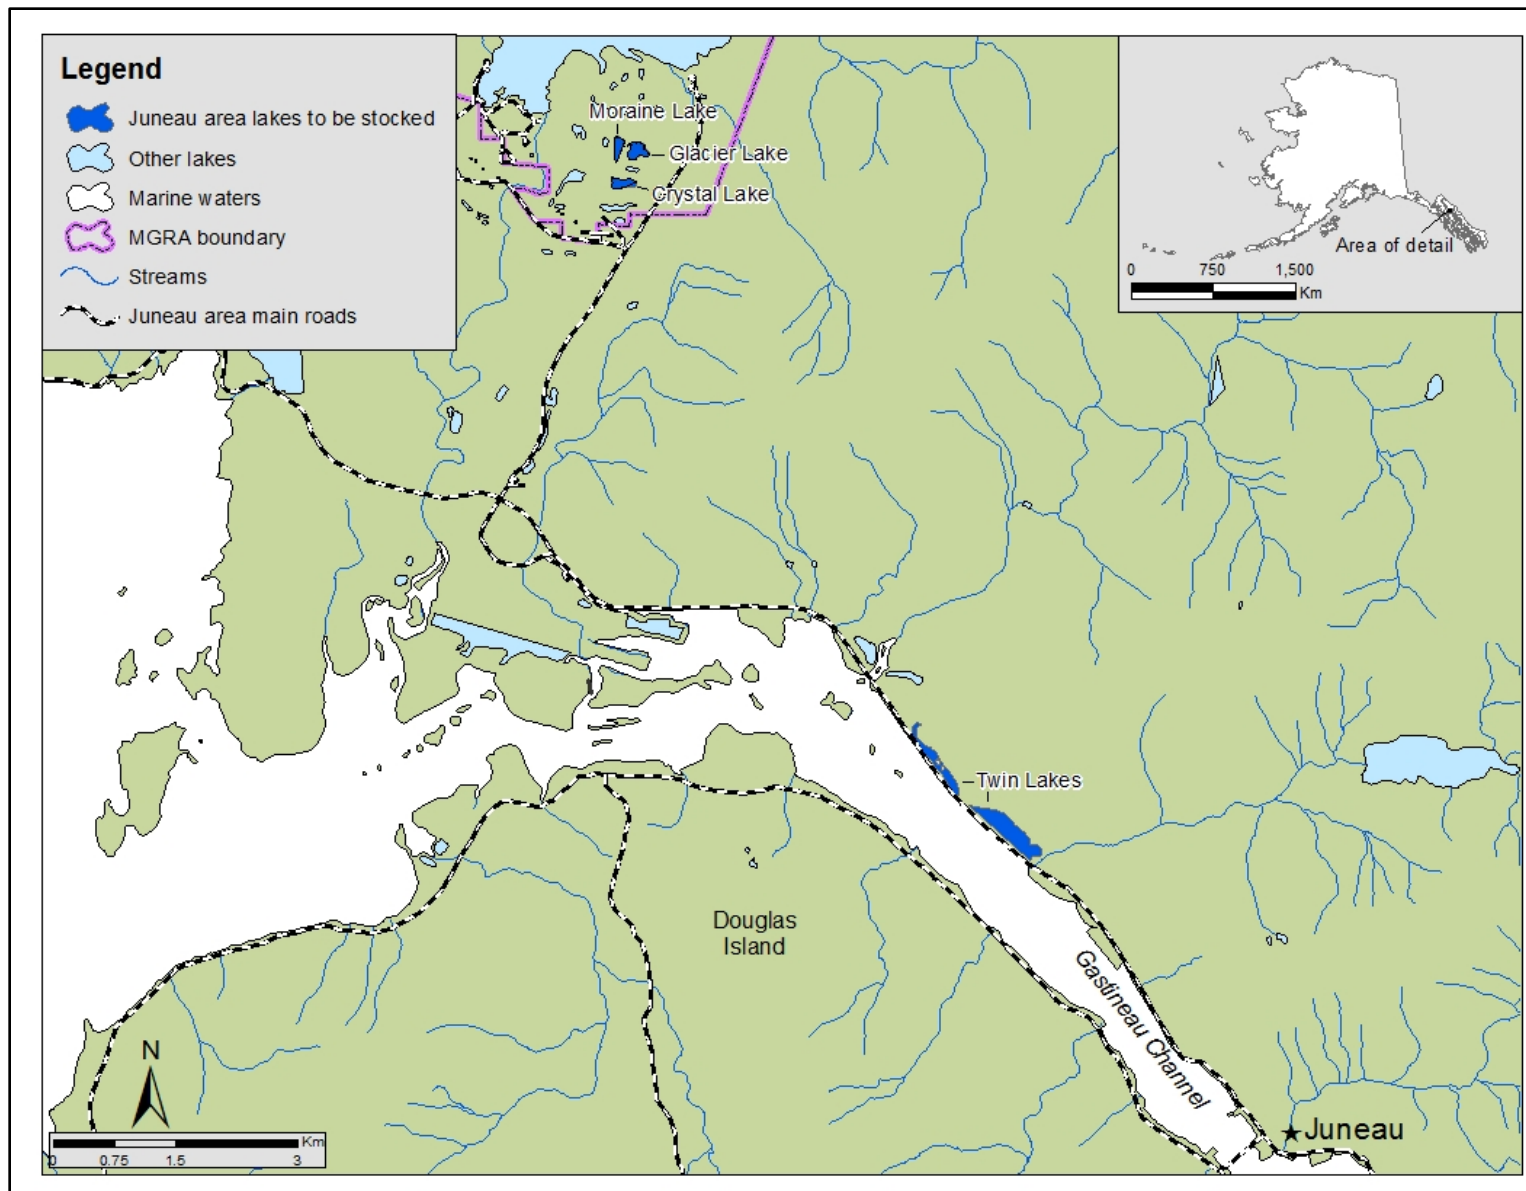 Legend
Juneau area lakes to be stocked
Other lakes
Marine waters
MGRA boundary
Streams
Juneau area main roads
Moraine Lake
Glacier Lake
Crystal Lake
Area of detail
0 750 1,500
Km
Twin Lakes
Douglas
Island
Gastineau Channel
N
Juneau
Km
0 0.75 1.5 3